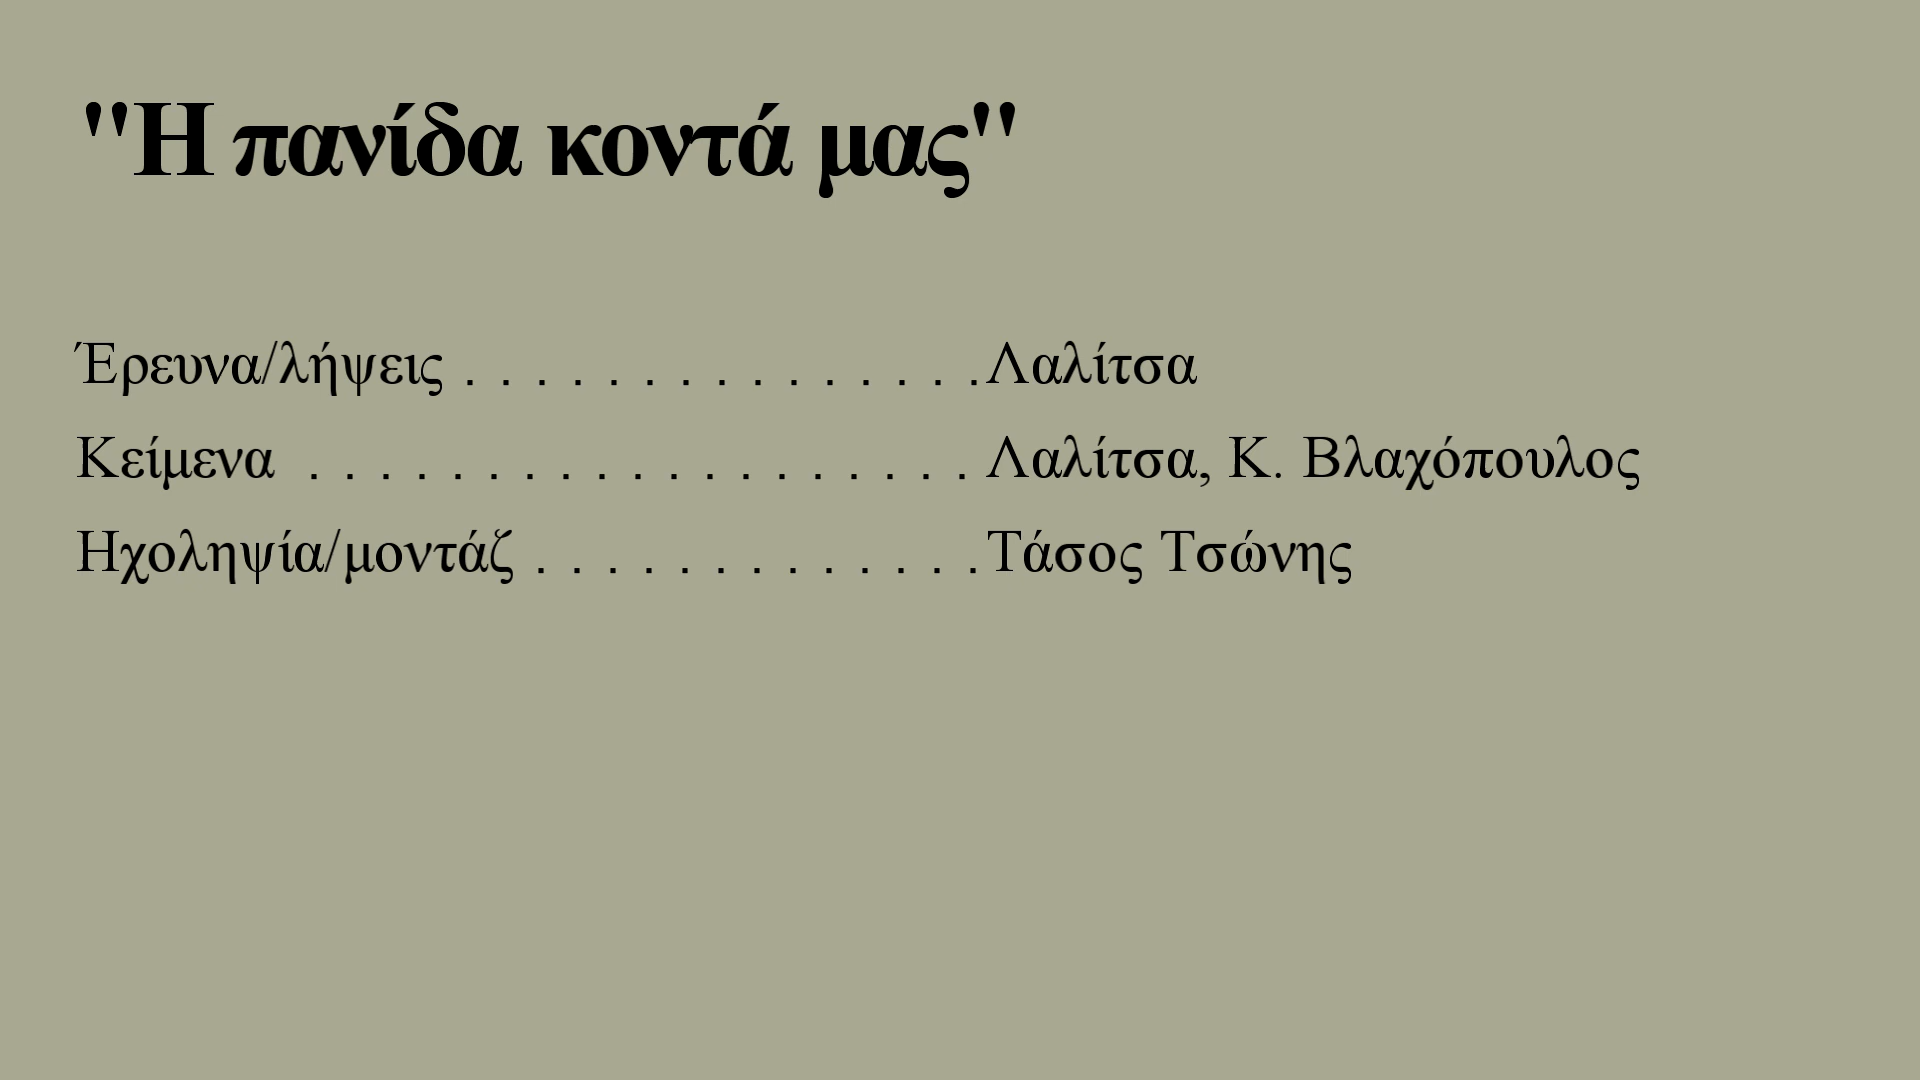 "Η πανίδα κοντά μας"
Έρευνα/λήψεις . . . . . . . . . . . . . . .Λαλίτσα
Κείμενα . . . . . . . . . . . . . . . . . . . Λαλίτσα, Κ. Βλαχόπουλος
Ηχοληψία/μοντάζ . . . . . . . . . . . . .Τάσος Τσώνης